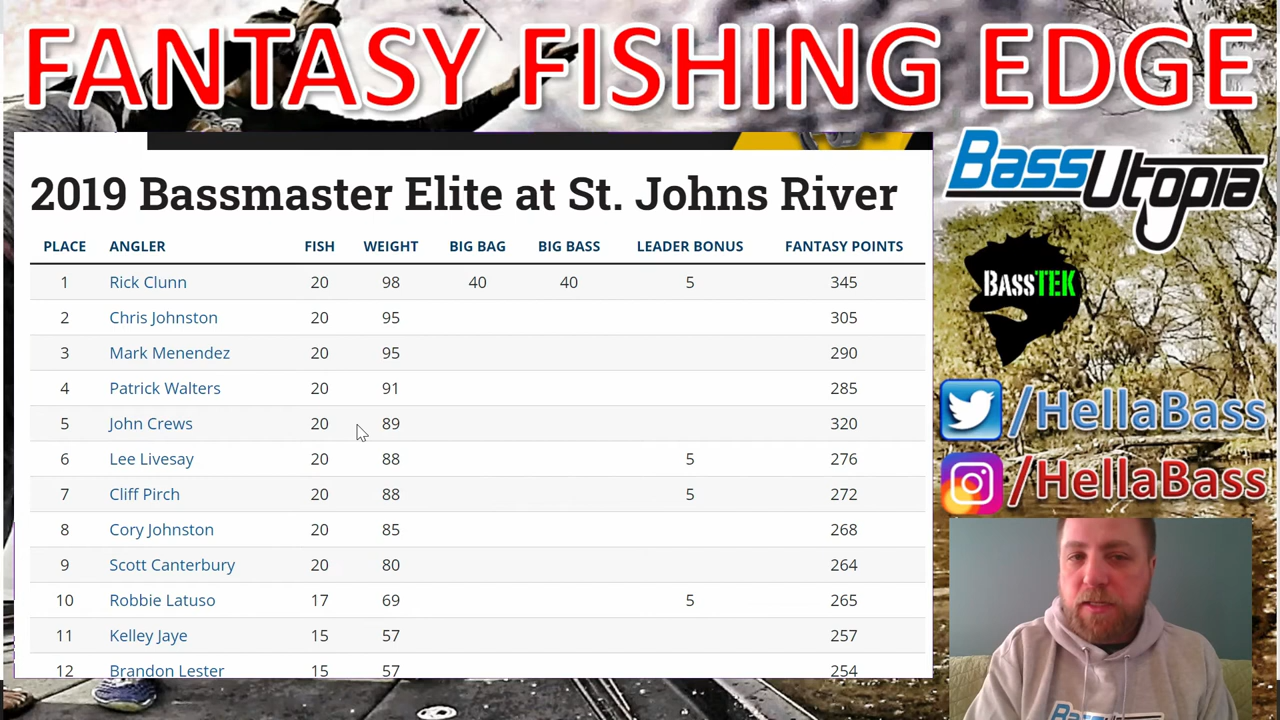 FANTASY FISHING EDGE
2019 Bassmaster Elite at St. Johns River
PLACE ANGLER FISH WEIGHT BIG BAG BIG BASS LEADER BONUS FANTASY POINTS
1 Rick Clunn 20 98 40 40 5 345
2 Chris Johnston 20 95 305
3 Mark Menendez 20 95 290
4 Patrick Walters 20 91 285
5 John Crews 20 89 320
6 Lee Livesay 20 88 5 276
7 Cliff Pirch 20 88 5 272
8 Cory Johnston 20 85 268
9 Scott Canterbury 20 80 264
10 Robbie Latuso 17 69 5 265
11 Kelley Jaye 15 57 257
12 Brandon Lester 15 57 254
BassUtopia
BASSTEK
/HellaBass
/HellaBass
BassUtopia